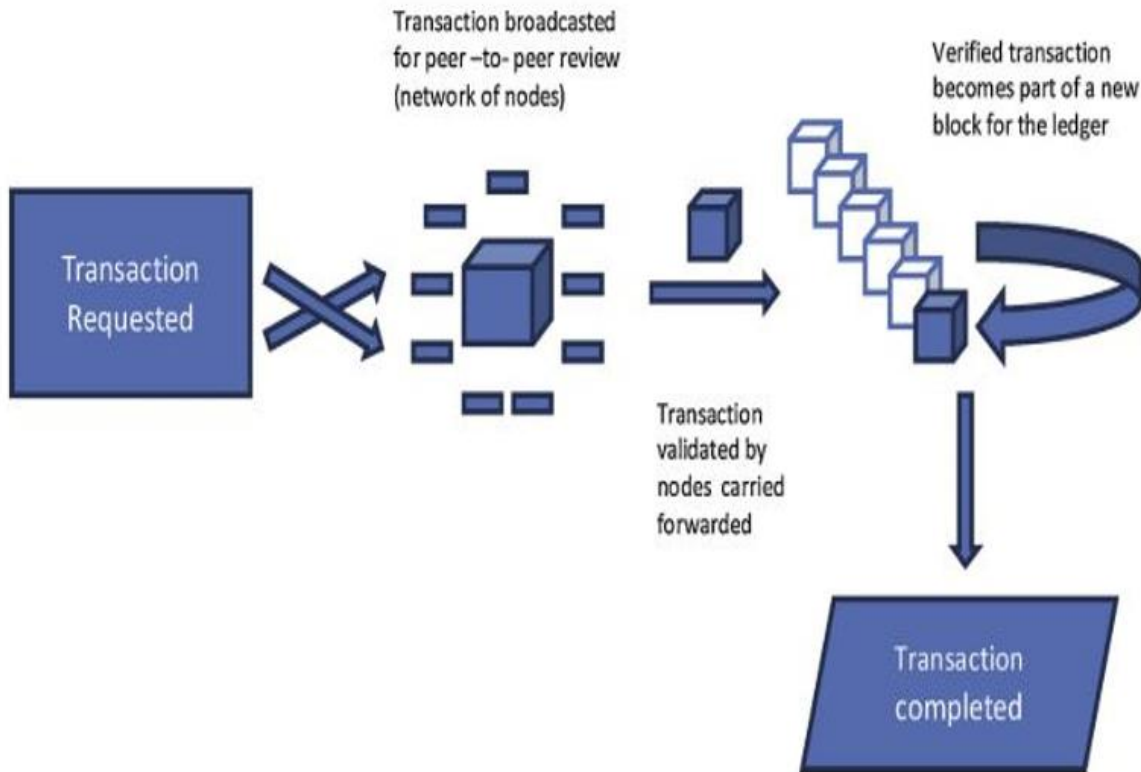 Transaction broadcasted
for peer –to- peer review
(network of nodes)
Verified transaction
becomes part of a new
block for the ledger
Transaction
Requested
Transaction
validated by
nodes carried
forwarded
Transaction
completed